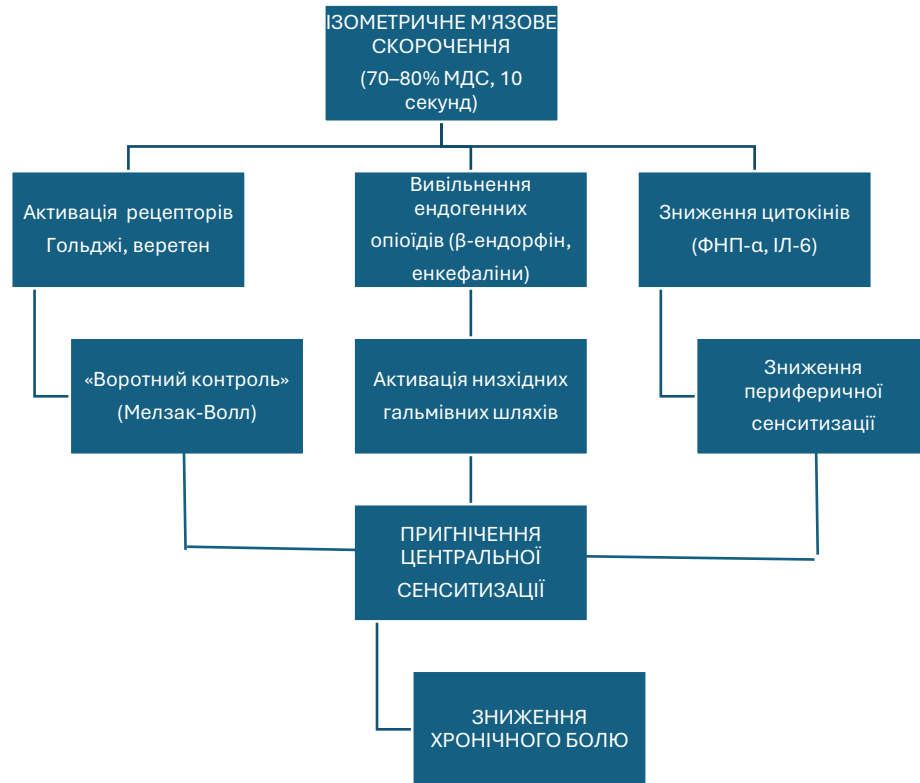 ІЗОМЕТРИЧНЕ М'ЯЗОВЕ
СКОРОЧЕННЯ
(70–80% МДС, 10
секунд)
Активація рецепторів
Гольджі, веретен
Вивільнення
ендогенних
опіоїдів (β-ендорфін,
енкефаліни)
Зниження цитокінів
(ФНП-α, ІЛ-6)
«Воротний контроль»
(Мелзак-Волл)
Активація низхідних
гальмівних шляхів
Зниження
периферичної
сенситизації
ПРИГНІЧЕННЯ
ЦЕНТРАЛЬНОЇ
СЕНСИТИЗАЦІЇ
ЗНИЖЕННЯ
ХРОНІЧНОГО БОЛЮ